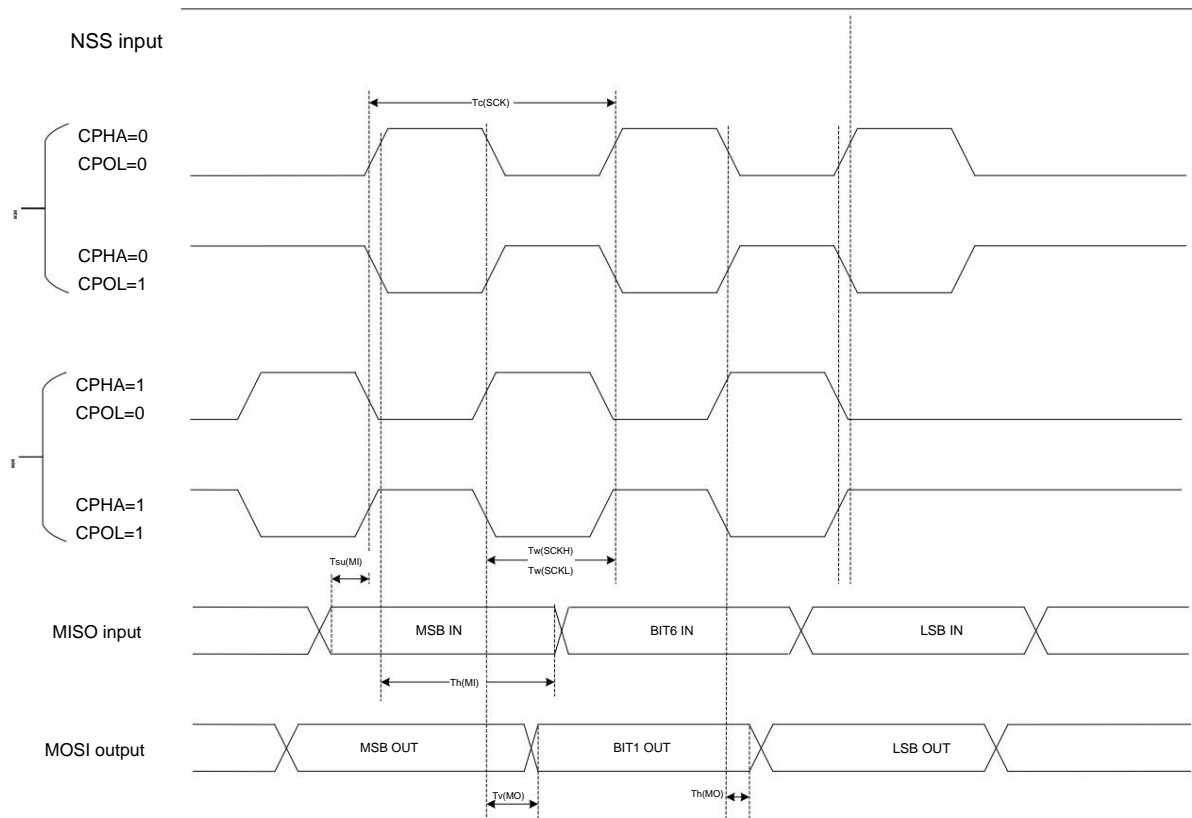 NSS input
Tc(SCK)
CPHA=0
CPOL=0
CPHA=0
CPOL=1
CPHA=1
CPOL=0
CPHA=1
CPOL=1
Tw(SCKH)
Tw(SCKL)
Tsu(MI)
MISO input
MSB IN
BIT6 IN
LSB IN
Th(MI)
MOSI output
MSB OUT
BIT1 OUT
LSB OUT
Tv(MO)
Th(MO)